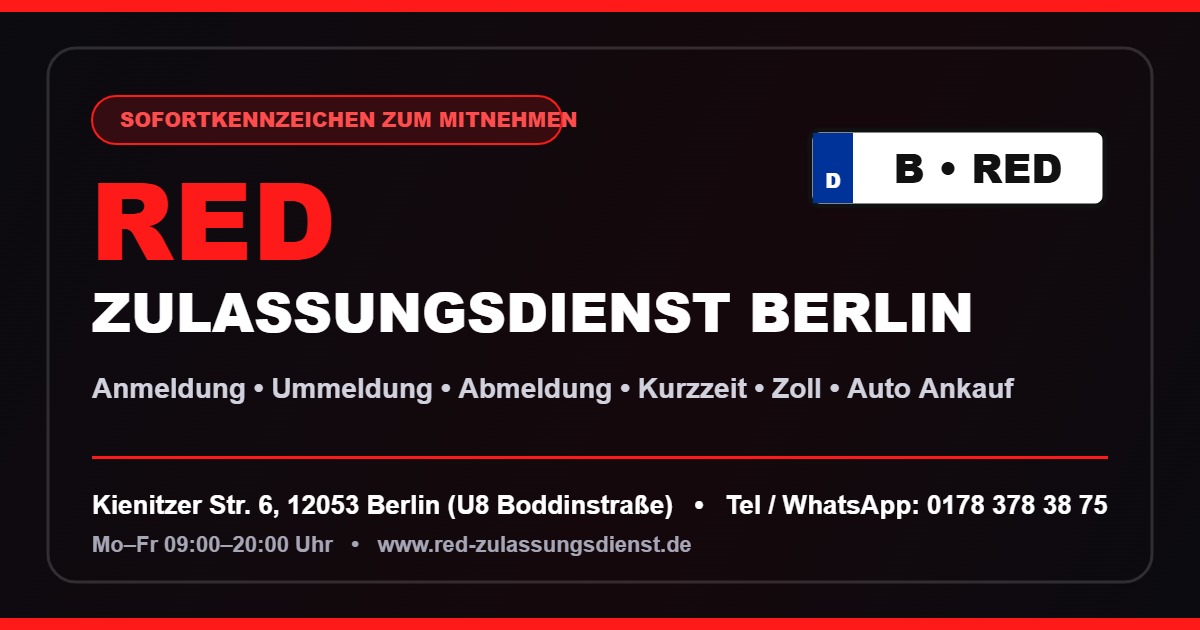 SOFORTKENNZEICHEN ZUM MITNEHMEN
D
B • RED
RED
ZULASSUNGSDIENST BERLIN
Anmeldung • Ummeldung • Abmeldung • Kurzzeit • Zoll • Auto Ankauf
Kienitzer Str. 6, 12053 Berlin (U8 Boddinstraße) • Tel / WhatsApp: 0178 378 38 75
Mo–Fr 09:00–20:00 Uhr • www.red-zulassungsdienst.de